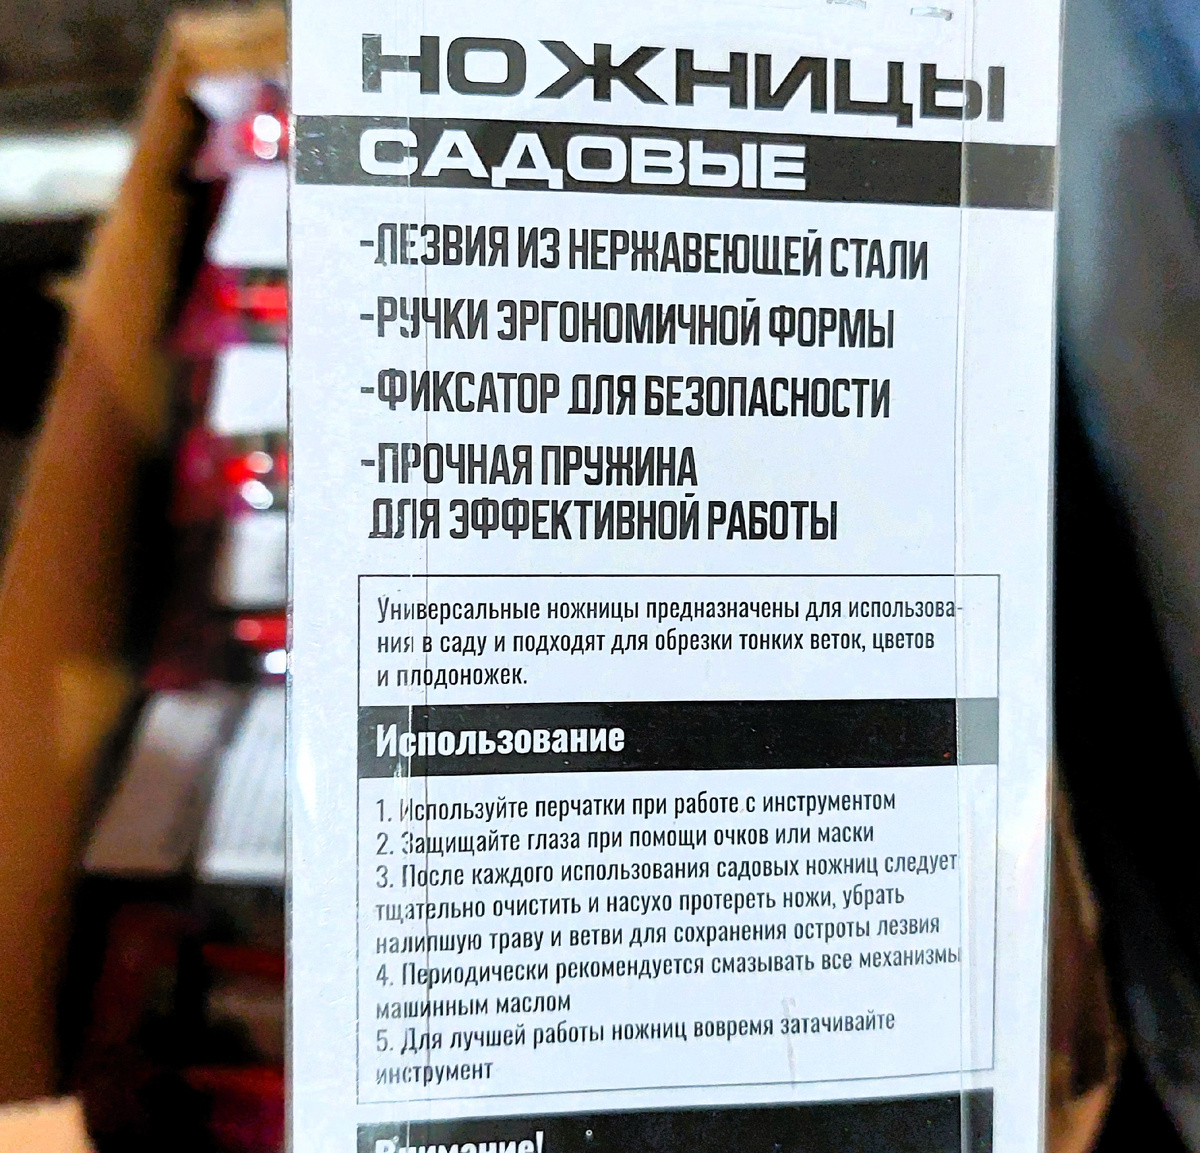 НОЖНИЦЫ
САДОВЫЕ
-ЛЕЗВИЯ ИЗ НЕРЖАВЕЮЩЕЙ СТАЛИ
-РУЧКИ ЭРГОНОМИЧНОЙ ФОРМЫ
-ФИКСАТОР ДЛЯ БЕЗОПАСНОСТИ
-ПРОЧНАЯ ПРУЖИНА
ДЛЯ ЭФФЕКТИВНОЙ РАБОТЫ
Универсальные ножницы предназначены для использова-
ния в саду и подходят для обрезки тонких веток, цветов
и плодоножек.
Использование
1. Используйте перчатки при работе с инструментом
2. Защищайте глаза при помощи очков или маски
3. После каждого использования садовых ножниц следует
тщательно очистить и насухо протереть ножи, убрать
налипшую траву и ветви для сохранения остроты лезвия
4. Периодически рекомендуется смазывать все механизмы
машинным маслом
5. Для лучшей работы ножниц вовремя затачивайте
инструмент
Внимание!